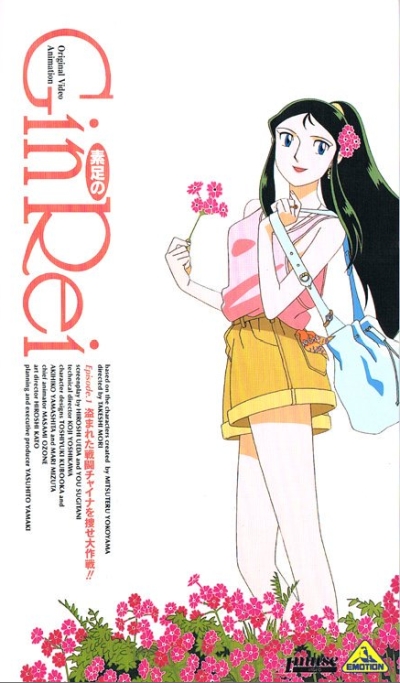 Original Video
Animation
素足の
GinRei
Episode.1 盗まれた戦闘チャイナを捜せ大作戦!!
based on the characters created by MITSUTERU YOKOYAMA
directed by TAKESHI MORI
screenplay by HIROSHI UEDA and YOU SUGITANI
technical director KOJI YOSHIKAWA
character designs TOSHIYUKI KUBOOKA and
AKIHIKO YAMASHITA and MARI MIZUTA
chief animator MASAMI OZONE
art director HIROSHI KATO
planning and executive producer YASUHITO YAMAKI
EMOTION